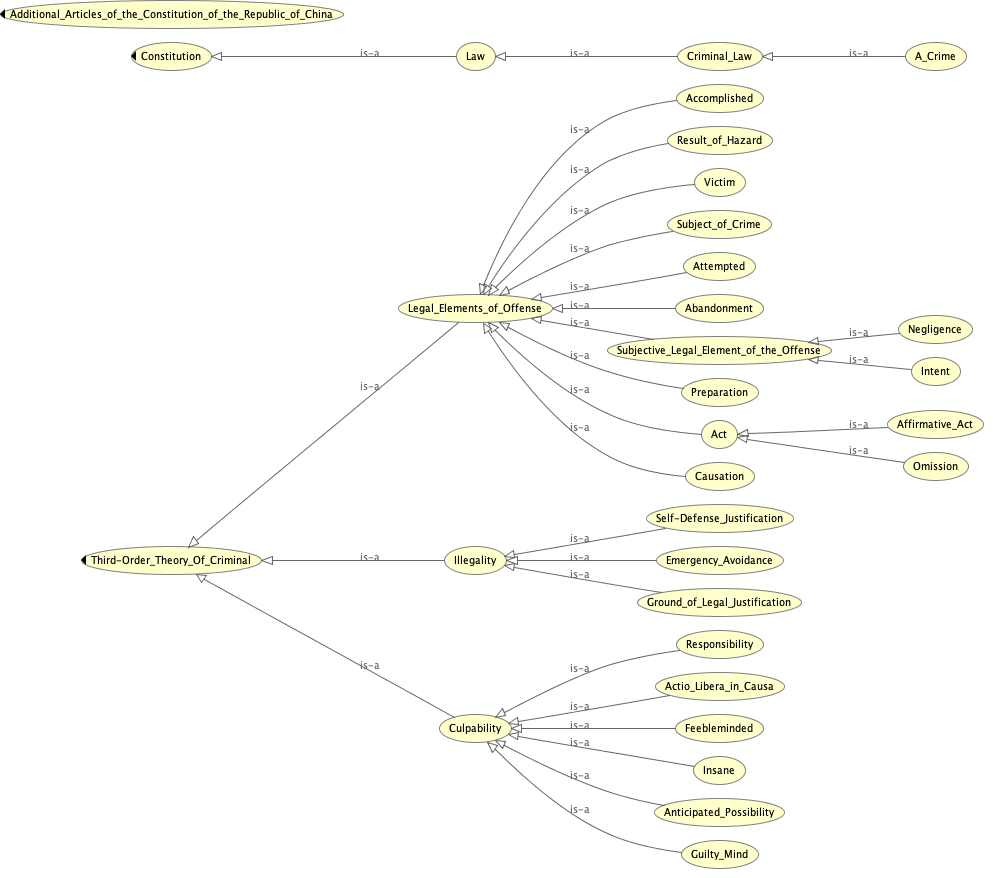 Additional_Articles_of_the_Constitution_of_the_Republic_of_China
Constitution is-a Law is-a Criminal_Law is-a A_Crime
Accomplished
is-a
Result_of_Hazard
is-a
Victim
is-a
Subject_of_Crime
is-a
Attempted
is-a
Legal_Elements_of_Offense is-a Abandonment
is-a
Negligence
is-a
Subjective_Legal_Element_of_the_Offense
is-a
is-a
Intent
is-a
Preparation
is-a
Affirmative_Act
is-a
Act
is-a
is-a
Omission
Causation
Self-Defense_Justification
is-a
Third-Order_Theory_Of_Criminal is-a Illegality is-a Emergency_Avoidance
is-a
Ground_of_Legal_Justification
Responsibility
is-a
is-a
Actio_Libera_in_Causa
is-a
Culpability is-a Feebleminded
is-a
Insane
is-a
Anticipated_Possibility
is-a
Guilty_Mind